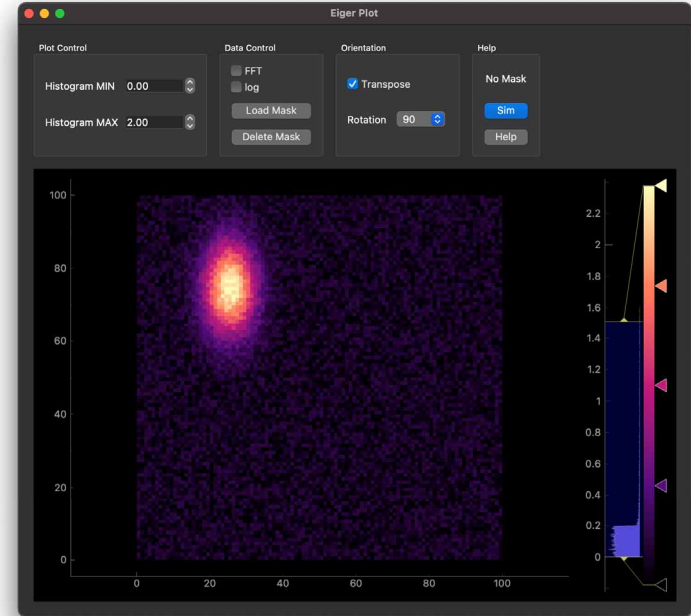 Eiger Plot
Plot Control
Histogram MIN 0.00
Histogram MAX 2.00
Data Control
FFT
log
Load Mask
Delete Mask
Orientation
Transpose
Rotation 90
Help
No Mask
Sim
Help
100
80
60
40
20
0
0 20 40 60 80 100
2.2
2
1.8
1.6
1.4
1.2
1
0.8
0.6
0.4
0.2
0